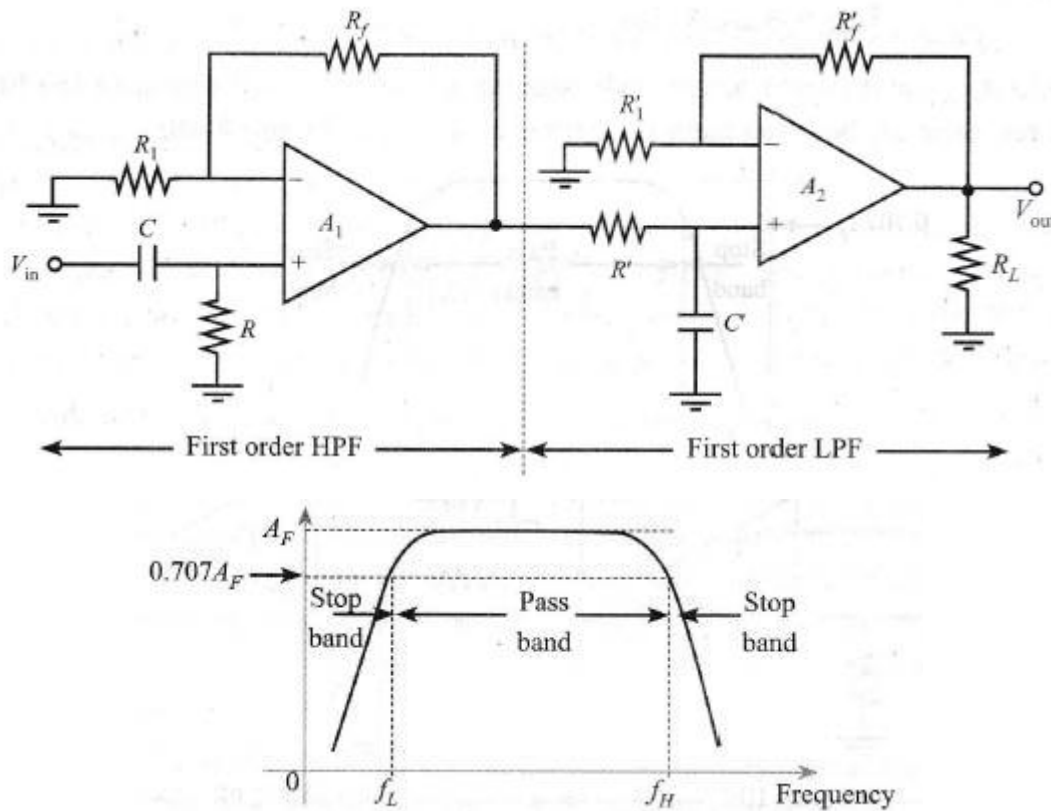 R_f
R'_f
R_1
R'_1
C
A_1
A_2
V_in
R
R'
C'
V_out
R_L
First order HPF
First order LPF
A_F
0.707A_F
Stop band
Pass band
Stop band
0
f_L
f_H
Frequency